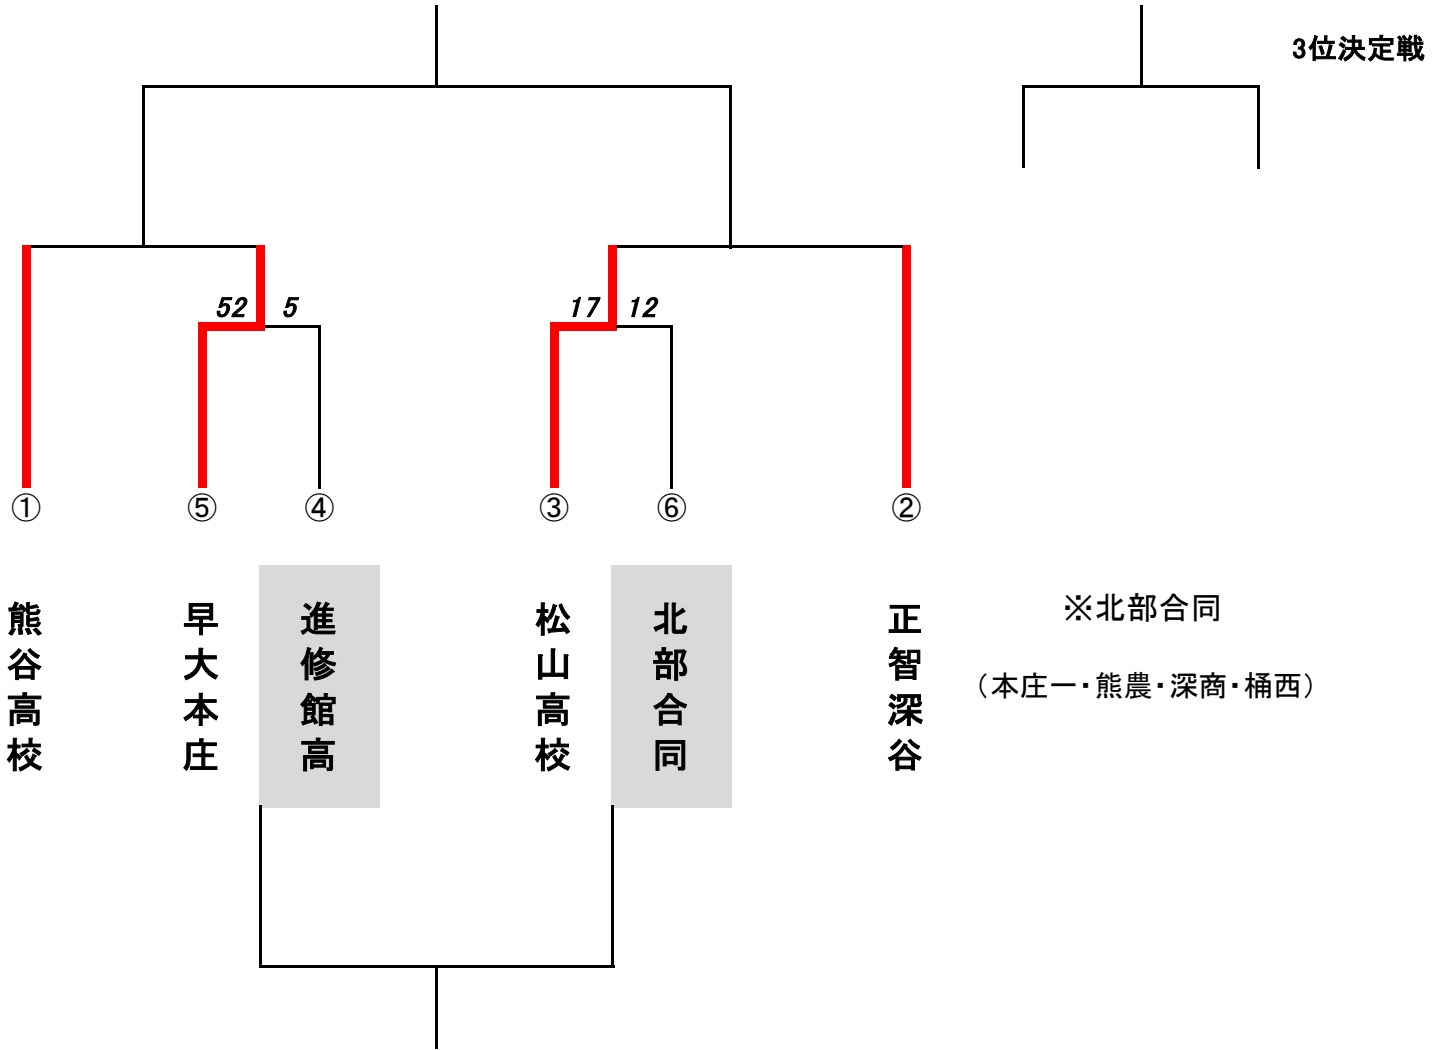 3位決定戦
52 5
17 12
①
⑤
④
③
⑥
②
熊谷高校
早大本庄
進修館高
松山高校
北部合同
正智深谷
※北部合同
（本庄一・熊農・深商・桶西）